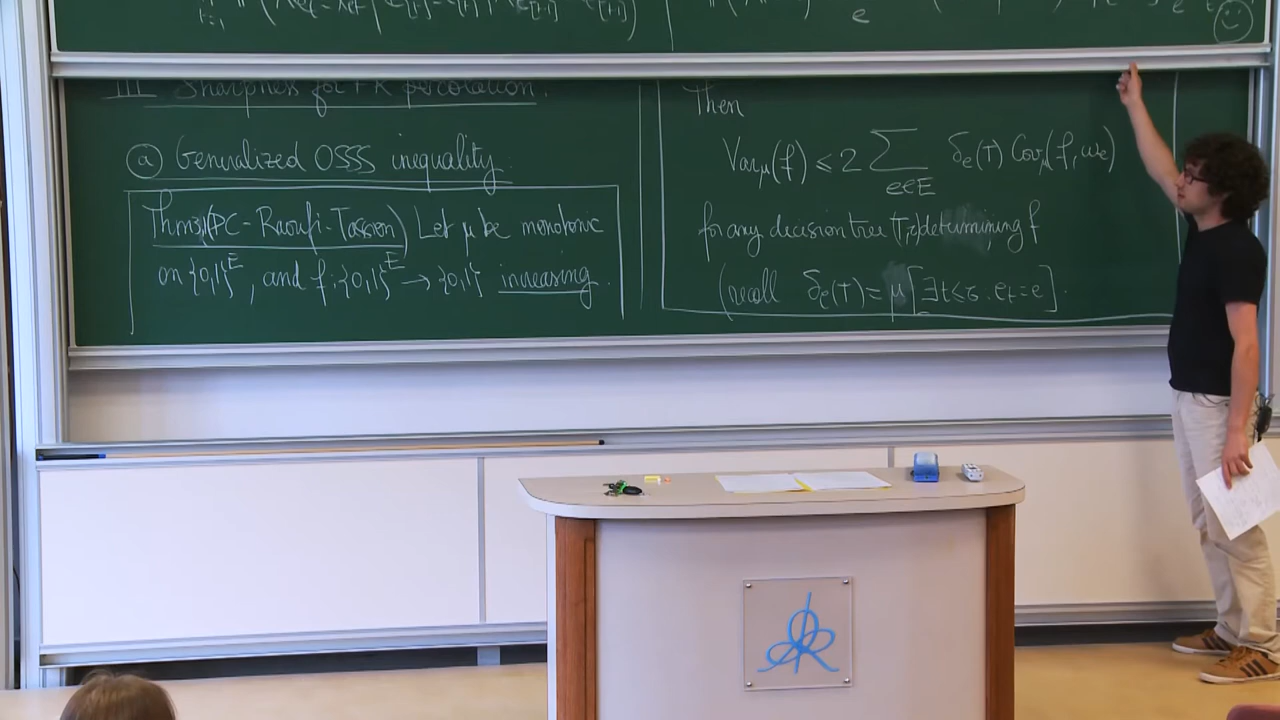 III Sharpness for FK percolation.
ⓐ Generalized OSSS inequality.
Thm 3.1 (DC-Raoufi-Tassion) Let μ be monotonic
on {0,1}^E, and f: {0,1}^E → {0,1} increasing.
Then
Var_μ(f) ≤ 2 ∑_{e∈E} δ_e(T) Cov_μ(f, ω_e)
for any decision tree determining f
(recall δ_e(T) = μ[∃t≤τ. e_t = e].